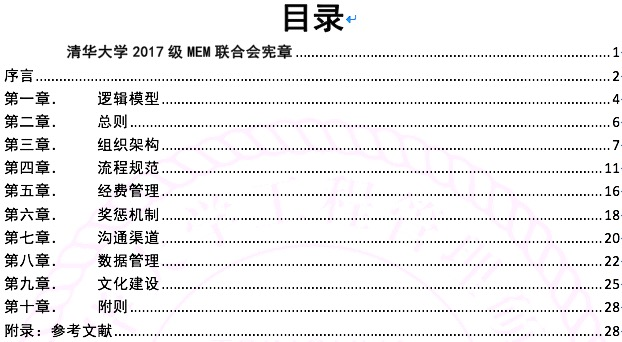 目录
清华大学 2017 级 MEM 联合会宪章 1
序言 2
第一章. 逻辑模型 4
第二章. 总则 6
第三章. 组织架构 7
第四章. 流程规范 11
第五章. 经费管理 16
第六章. 奖惩机制 18
第七章. 沟通渠道 20
第八章. 数据管理 22
第九章. 文化建设 25
第十章. 附则 28
附录：参考文献 28